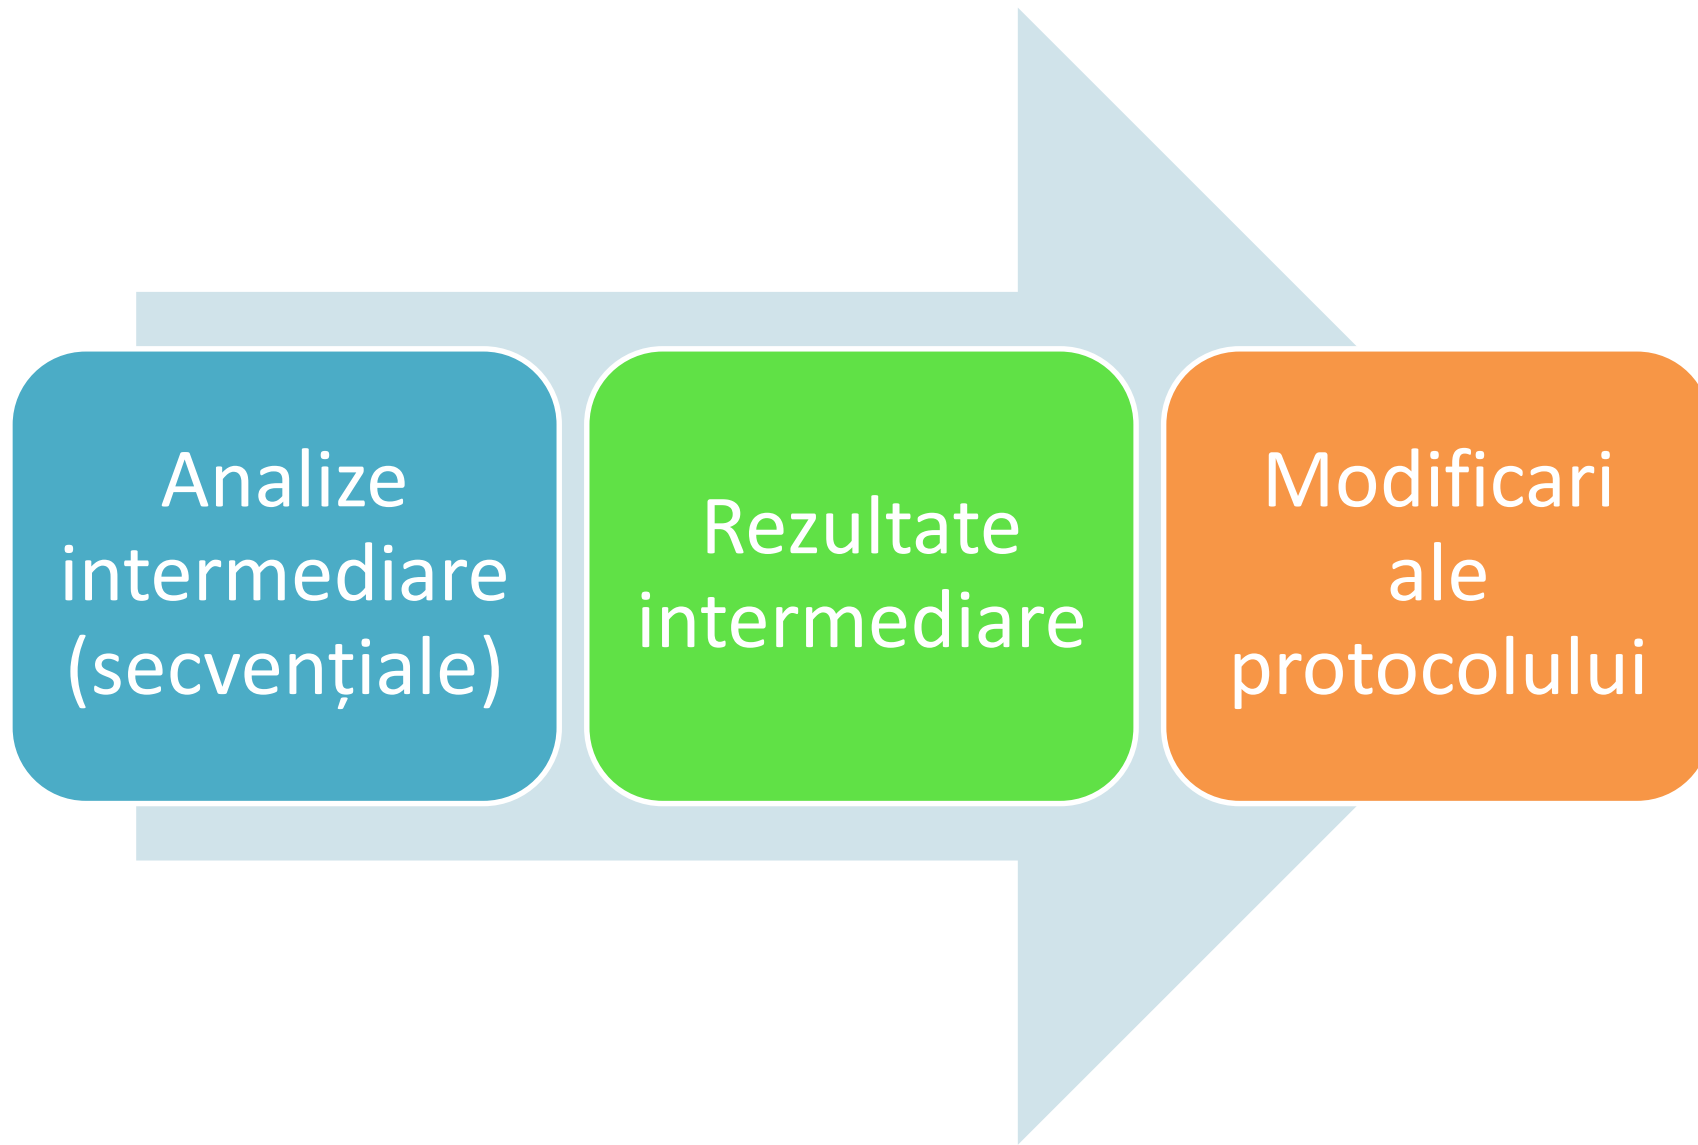 Analize
intermediare
(secvențiale)
Rezultate
intermediare
Modificari
ale
protocolului